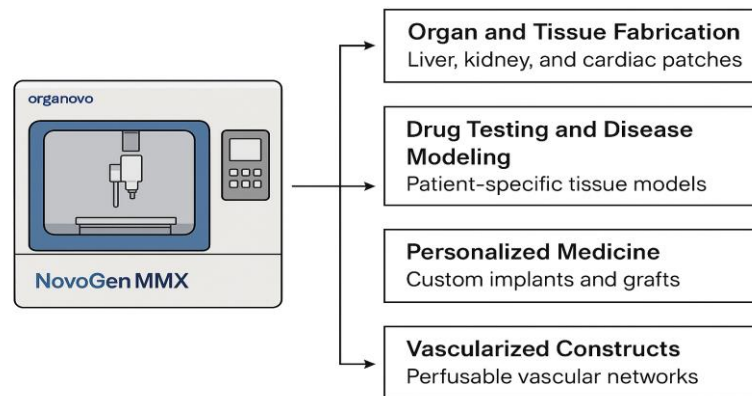 organovo
NovoGen MMX
Organ and Tissue Fabrication
Liver, kidney, and cardiac patches
Drug Testing and Disease
Modeling
Patient-specific tissue models
Personalized Medicine
Custom implants and grafts
Vascularized Constructs
Perfusable vascular networks